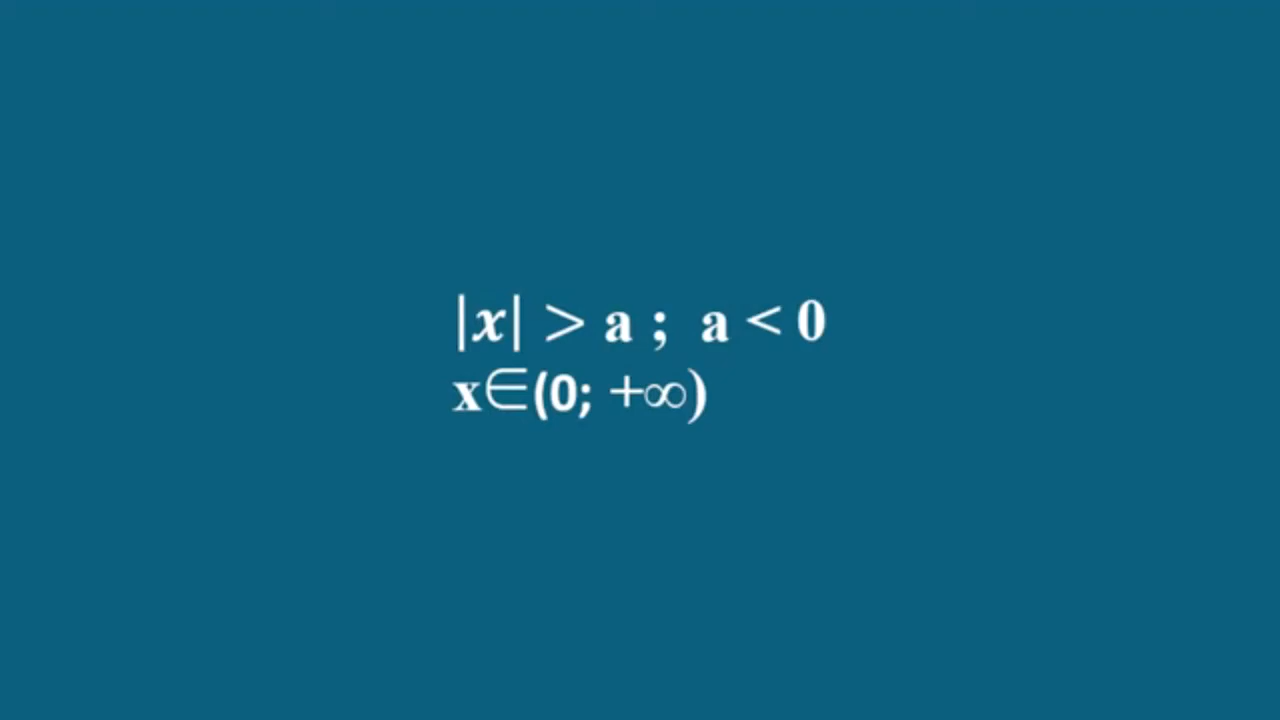 |x| > a ; a < 0
x∈(0; +∞)